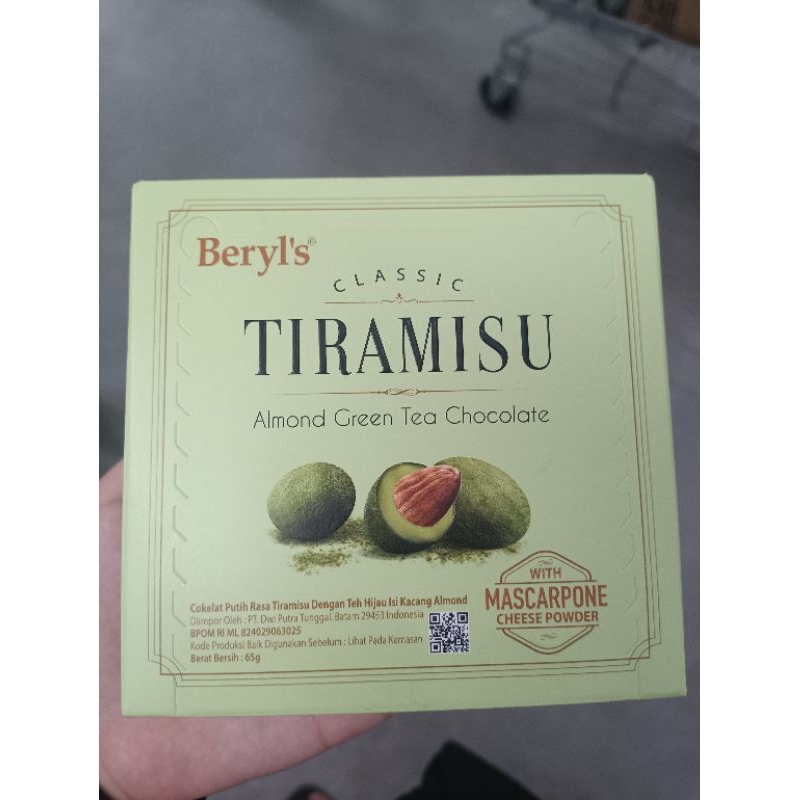 Beryl's®
CLASSIC
TIRAMISU
Almond Green Tea Chocolate
WITH
MASCARPONE
CHEESE POWDER
Cokelat Putih Rasa Tiramisu Dengan Teh Hijau Isi Kacang Almond
Diimpor Oleh : PT. Dwi Putra Tunggal. Batam 29453 Indonesia
BPOM RI ML 824029063025
Kode Produksi Baik Digunakan Sebelum : Lihat Pada Kemasan
Berat Bersih : 65g